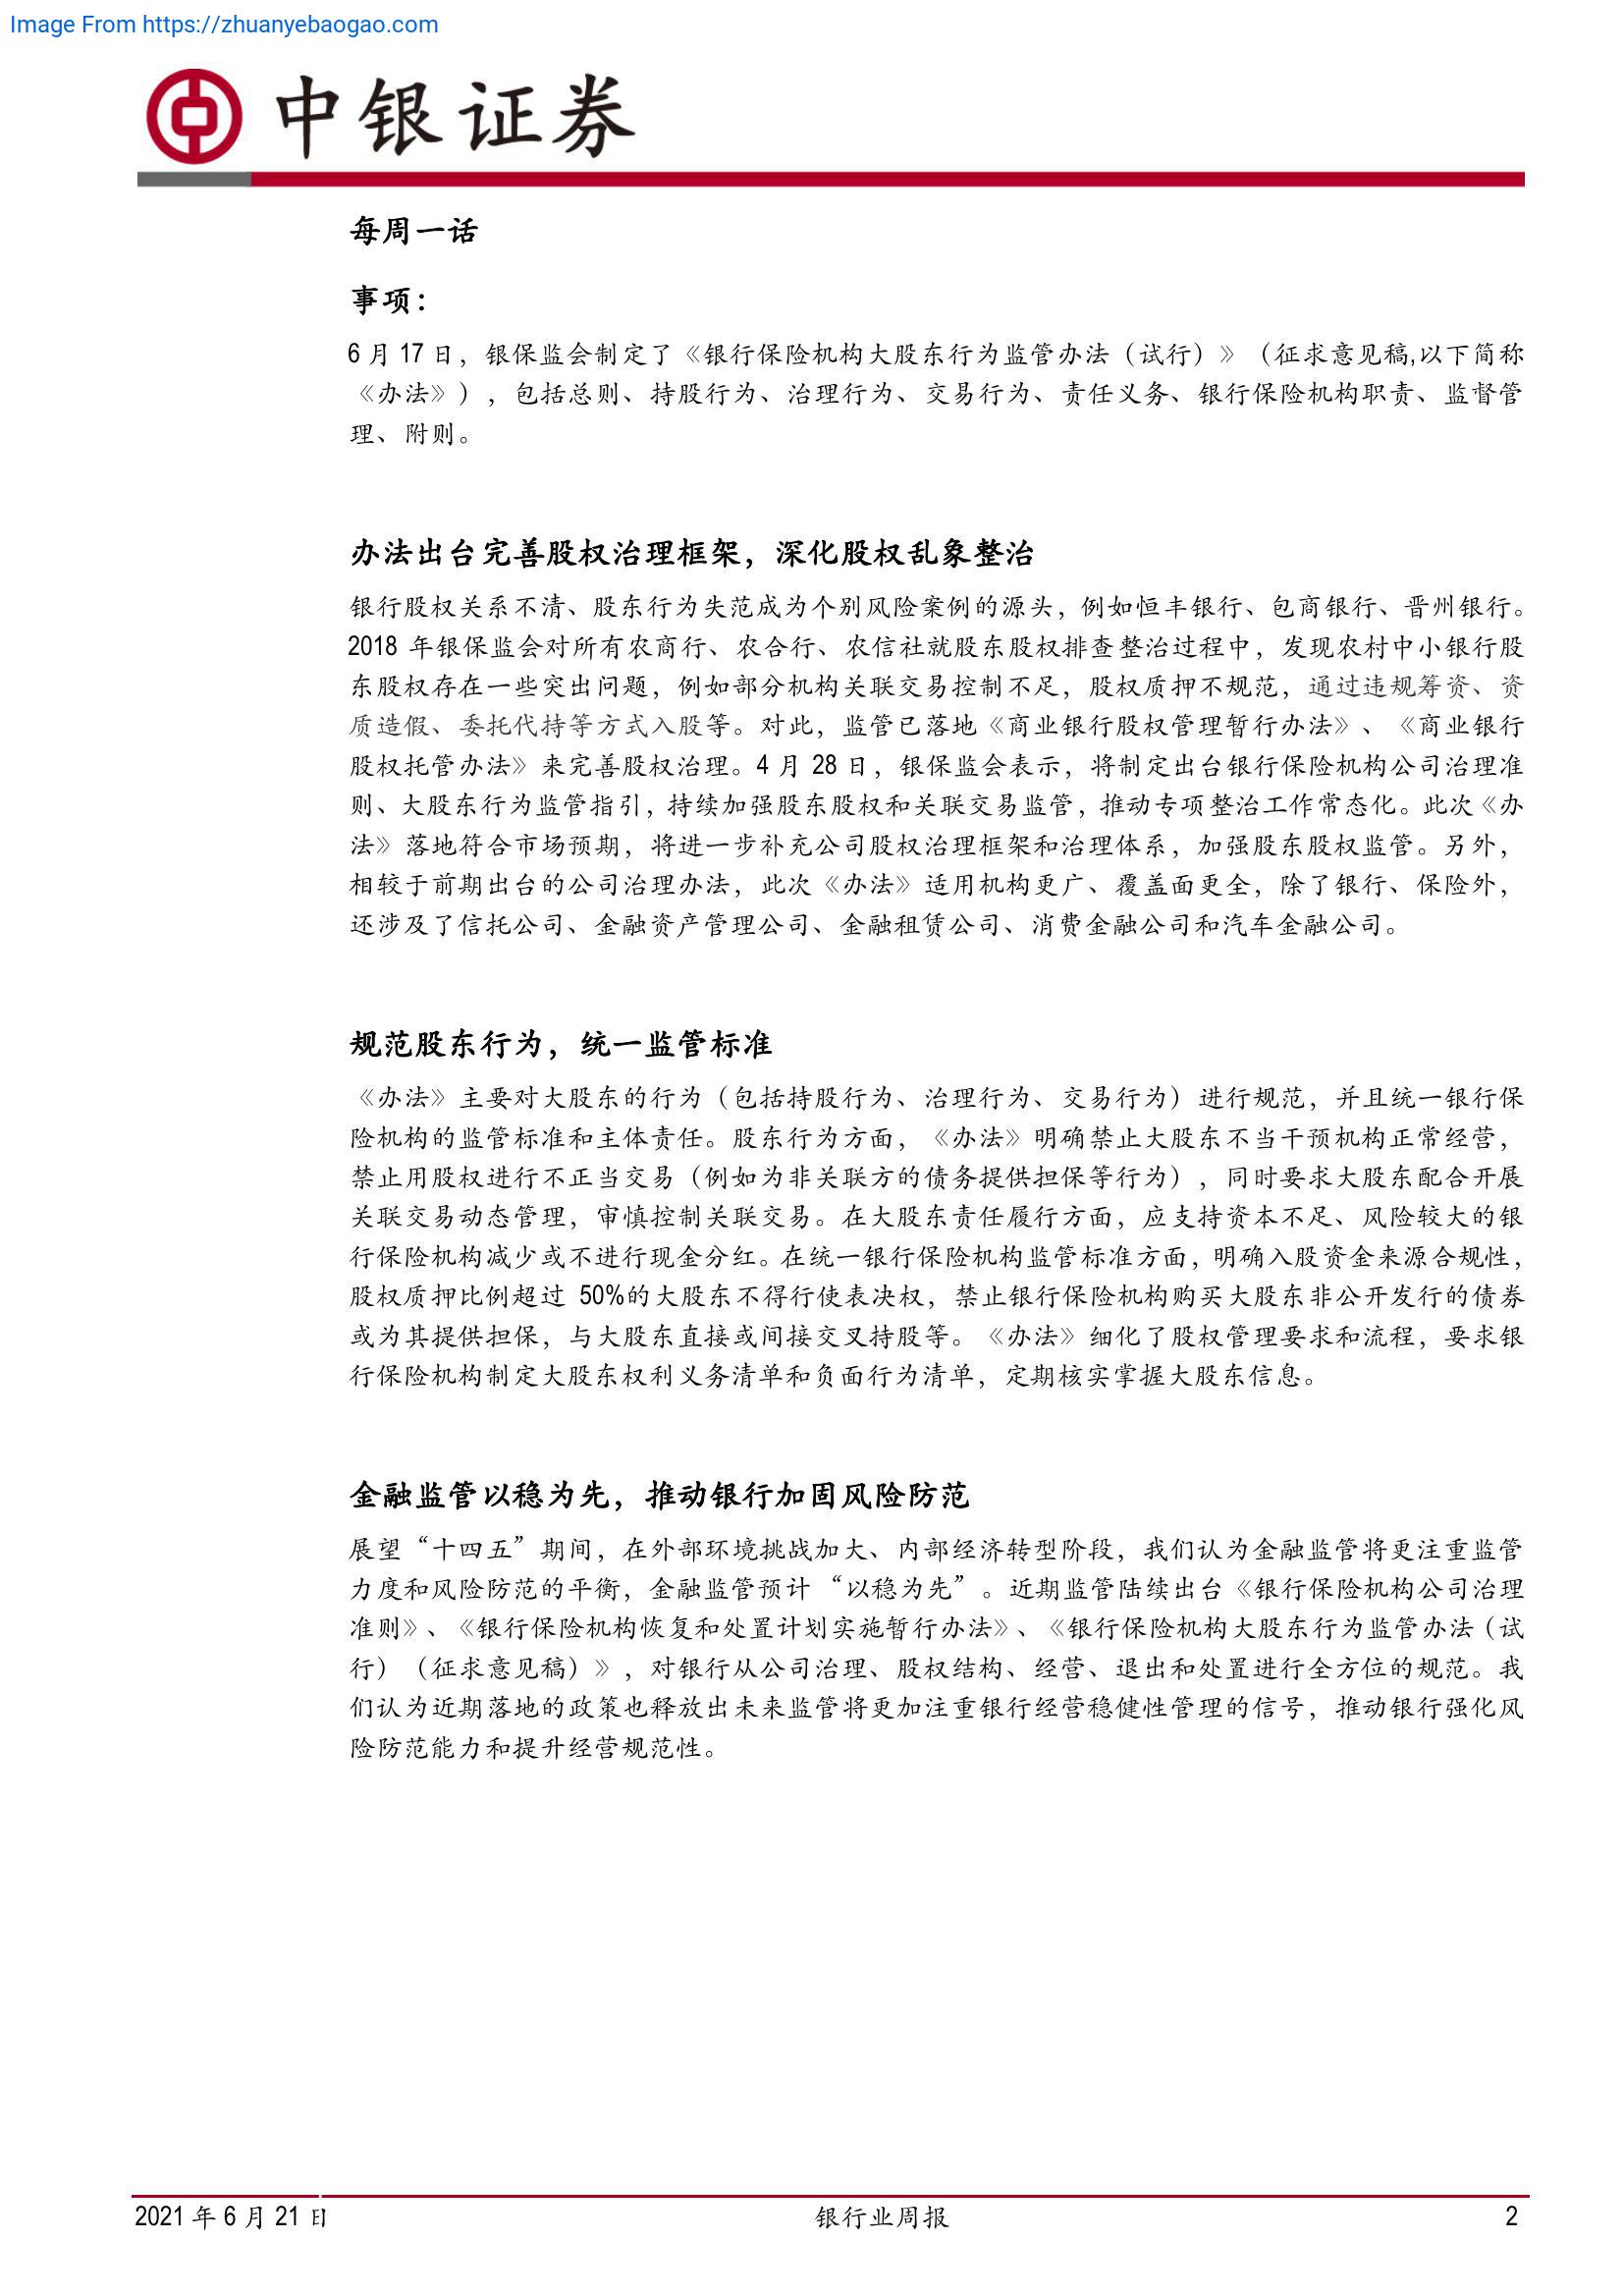 Image From https://zhuanyebaogao.com
中银证券
每周一话
事项：
6 月 17 日，银保监会制定了《银行保险机构大股东行为监管办法（试行）》（征求意见稿,以下简称
《办法》），包括总则、持股行为、治理行为、交易行为、责任义务、银行保险机构职责、监督管
理、附则。
办法出台完善股权治理框架，深化股权乱象整治
银行股权关系不清、股东行为失范成为个别风险案例的源头，例如恒丰银行、包商银行、晋州银行。
2018 年银保监会对所有农商行、农合行、农信社就股东股权排查整治过程中，发现农村中小银行股
东股权存在一些突出问题，例如部分机构关联交易控制不足，股权质押不规范，通过违规筹资、资
质造假、委托代持等方式入股等。对此，监管已落地《商业银行股权管理暂行办法》、《商业银行
股权托管办法》来完善股权治理。4 月 28 日，银保监会表示，将制定出台银行保险机构公司治理准
则、大股东行为监管指引，持续加强股东股权和关联交易监管，推动专项整治工作常态化。此次《办
法》落地符合市场预期，将进一步补充公司股权治理框架和治理体系，加强股东股权监管。另外，
相较于前期出台的公司治理办法，此次《办法》适用机构更广、覆盖面更全，除了银行、保险外，
还涉及了信托公司、金融资产管理公司、金融租赁公司、消费金融公司和汽车金融公司。
规范股东行为，统一监管标准
《办法》主要对大股东的行为（包括持股行为、治理行为、交易行为）进行规范，并且统一银行保
险机构的监管标准和主体责任。股东行为方面，《办法》明确禁止大股东不当干预机构正常经营，
禁止用股权进行不正当交易（例如为非关联方的债务提供担保等行为），同时要求大股东配合开展
关联交易动态管理，审慎控制关联交易。在大股东责任履行方面，应支持资本不足、风险较大的银
行保险机构减少或不进行现金分红。在统一银行保险机构监管标准方面，明确入股资金来源合规性，
股权质押比例超过 50%的大股东不得行使表决权，禁止银行保险机构购买大股东非公开发行的债券
或为其提供担保，与大股东直接或间接交叉持股等。《办法》细化了股权管理要求和流程，要求银
行保险机构制定大股东权利义务清单和负面行为清单，定期核实掌握大股东信息。
金融监管以稳为先，推动银行加固风险防范
展望“十四五”期间，在外部环境挑战加大、内部经济转型阶段，我们认为金融监管将更注重监管
力度和风险防范的平衡，金融监管预计“以稳为先”。近期监管陆续出台《银行保险机构公司治理
准则》、《银行保险机构恢复和处置计划实施暂行办法》、《银行保险机构大股东行为监管办法（试
行）（征求意见稿）》，对银行从公司治理、股权结构、经营、退出和处置进行全方位的规范。我
们认为近期落地的政策也释放出未来监管将更加注重银行经营稳健性管理的信号，推动银行强化风
险防范能力和提升经营规范性。
2021 年 6 月 21 日
银行业周报
2